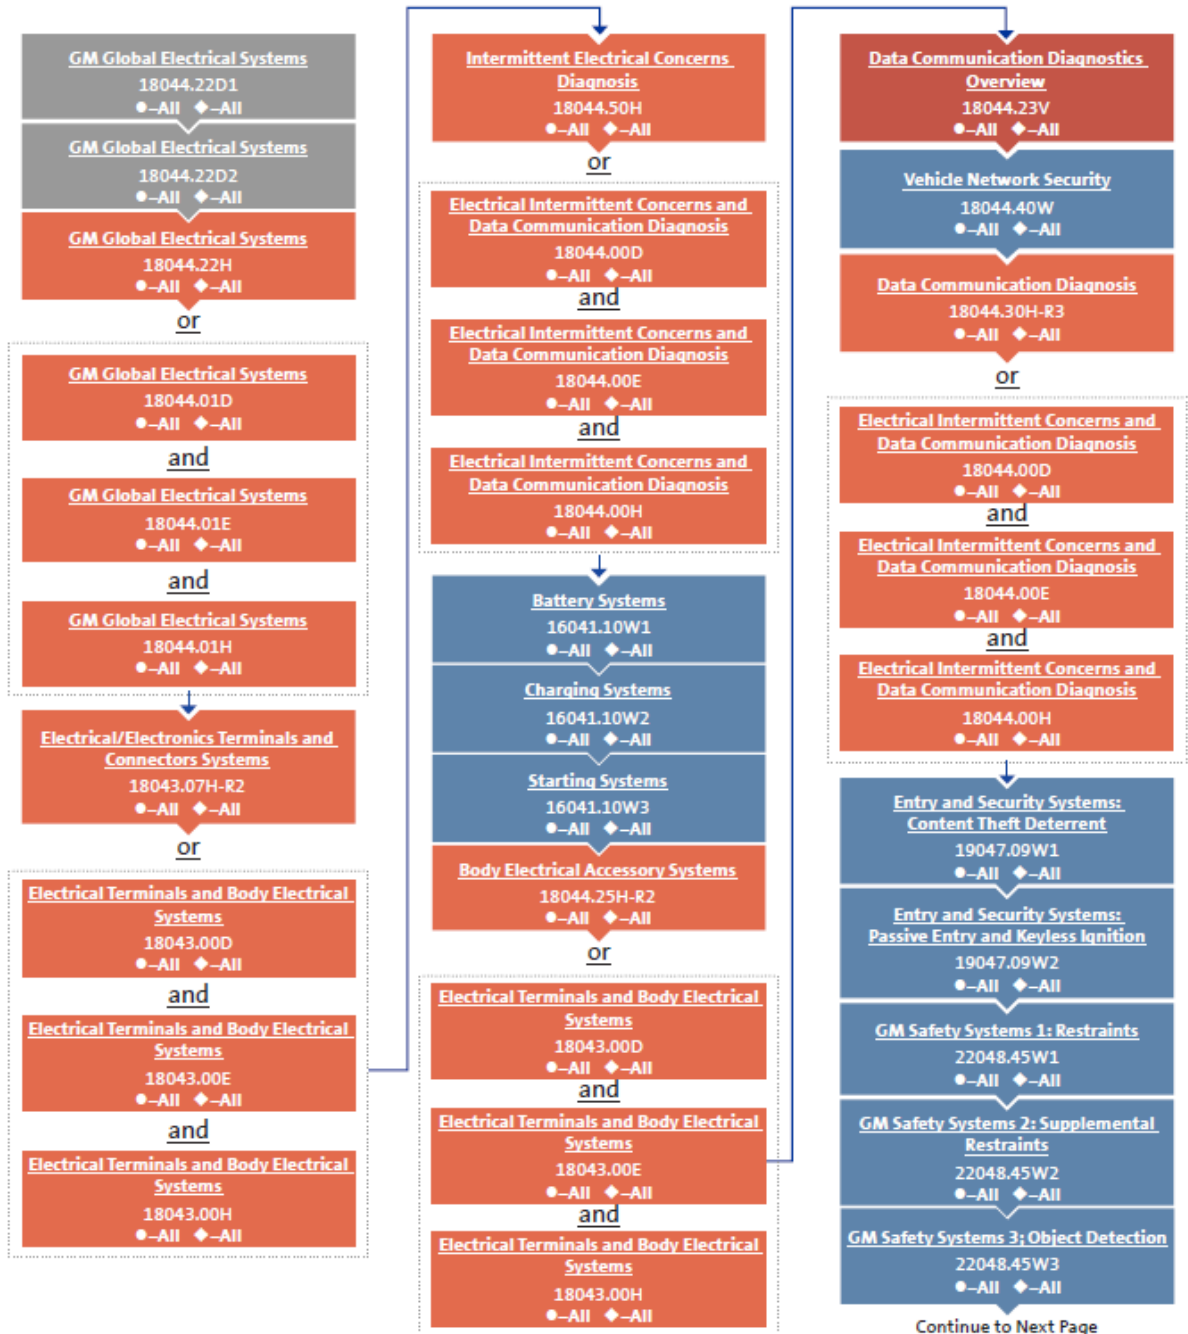 GM Global Electrical Systems
18044.22D1
●–All ◆–All
GM Global Electrical Systems
18044.22D2
●–All ◆–All
GM Global Electrical Systems
18044.22H
●–All ◆–All
or
GM Global Electrical Systems
18044.01D
●–All ◆–All
and
GM Global Electrical Systems
18044.01E
●–All ◆–All
and
GM Global Electrical Systems
18044.01H
●–All ◆–All
Electrical/Electronics Terminals and
Connectors Systems
18043.07H-R2
●–All ◆–All
or
Electrical Terminals and Body Electrical
Systems
18043.00D
●–All ◆–All
and
Electrical Terminals and Body Electrical
Systems
18043.00E
●–All ◆–All
and
Electrical Terminals and Body Electrical
Systems
18043.00H
●–All ◆–All
Intermittent Electrical Concerns
Diagnosis
18044.50H
●–All ◆–All
or
Electrical Intermittent Concerns and
Data Communication Diagnosis
18044.00D
●–All ◆–All
and
Electrical Intermittent Concerns and
Data Communication Diagnosis
18044.00E
●–All ◆–All
and
Electrical Intermittent Concerns and
Data Communication Diagnosis
18044.00H
●–All ◆–All
Battery Systems
16041.10W1
●–All ◆–All
Charging Systems
16041.10W2
●–All ◆–All
Starting Systems
16041.10W3
●–All ◆–All
Body Electrical Accessory Systems
18044.25H-R2
●–All ◆–All
or
Electrical Terminals and Body Electrical
Systems
18043.00D
●–All ◆–All
and
Electrical Terminals and Body Electrical
Systems
18043.00E
●–All ◆–All
and
Electrical Terminals and Body Electrical
Systems
18043.00H
●–All ◆–All
Data Communication Diagnostics
Overview
18044.23V
●–All ◆–All
Vehicle Network Security
18044.40W
●–All ◆–All
Data Communication Diagnosis
18044.30H-R3
●–All ◆–All
or
Electrical Intermittent Concerns and
Data Communication Diagnosis
18044.00D
●–All ◆–All
and
Electrical Intermittent Concerns and
Data Communication Diagnosis
18044.00E
●–All ◆–All
and
Electrical Intermittent Concerns and
Data Communication Diagnosis
18044.00H
●–All ◆–All
Entry and Security Systems:
Content Theft Deterrent
19047.09W1
●–All ◆–All
Entry and Security Systems:
Passive Entry and Keyless Ignition
19047.09W2
●–All ◆–All
GM Safety Systems 1: Restraints
22048.45W1
●–All ◆–All
GM Safety Systems 2: Supplemental
Restraints
22048.45W2
●–All ◆–All
GM Safety Systems 3; Object Detection
22048.45W3
●–All ◆–All
Continue to Next Page